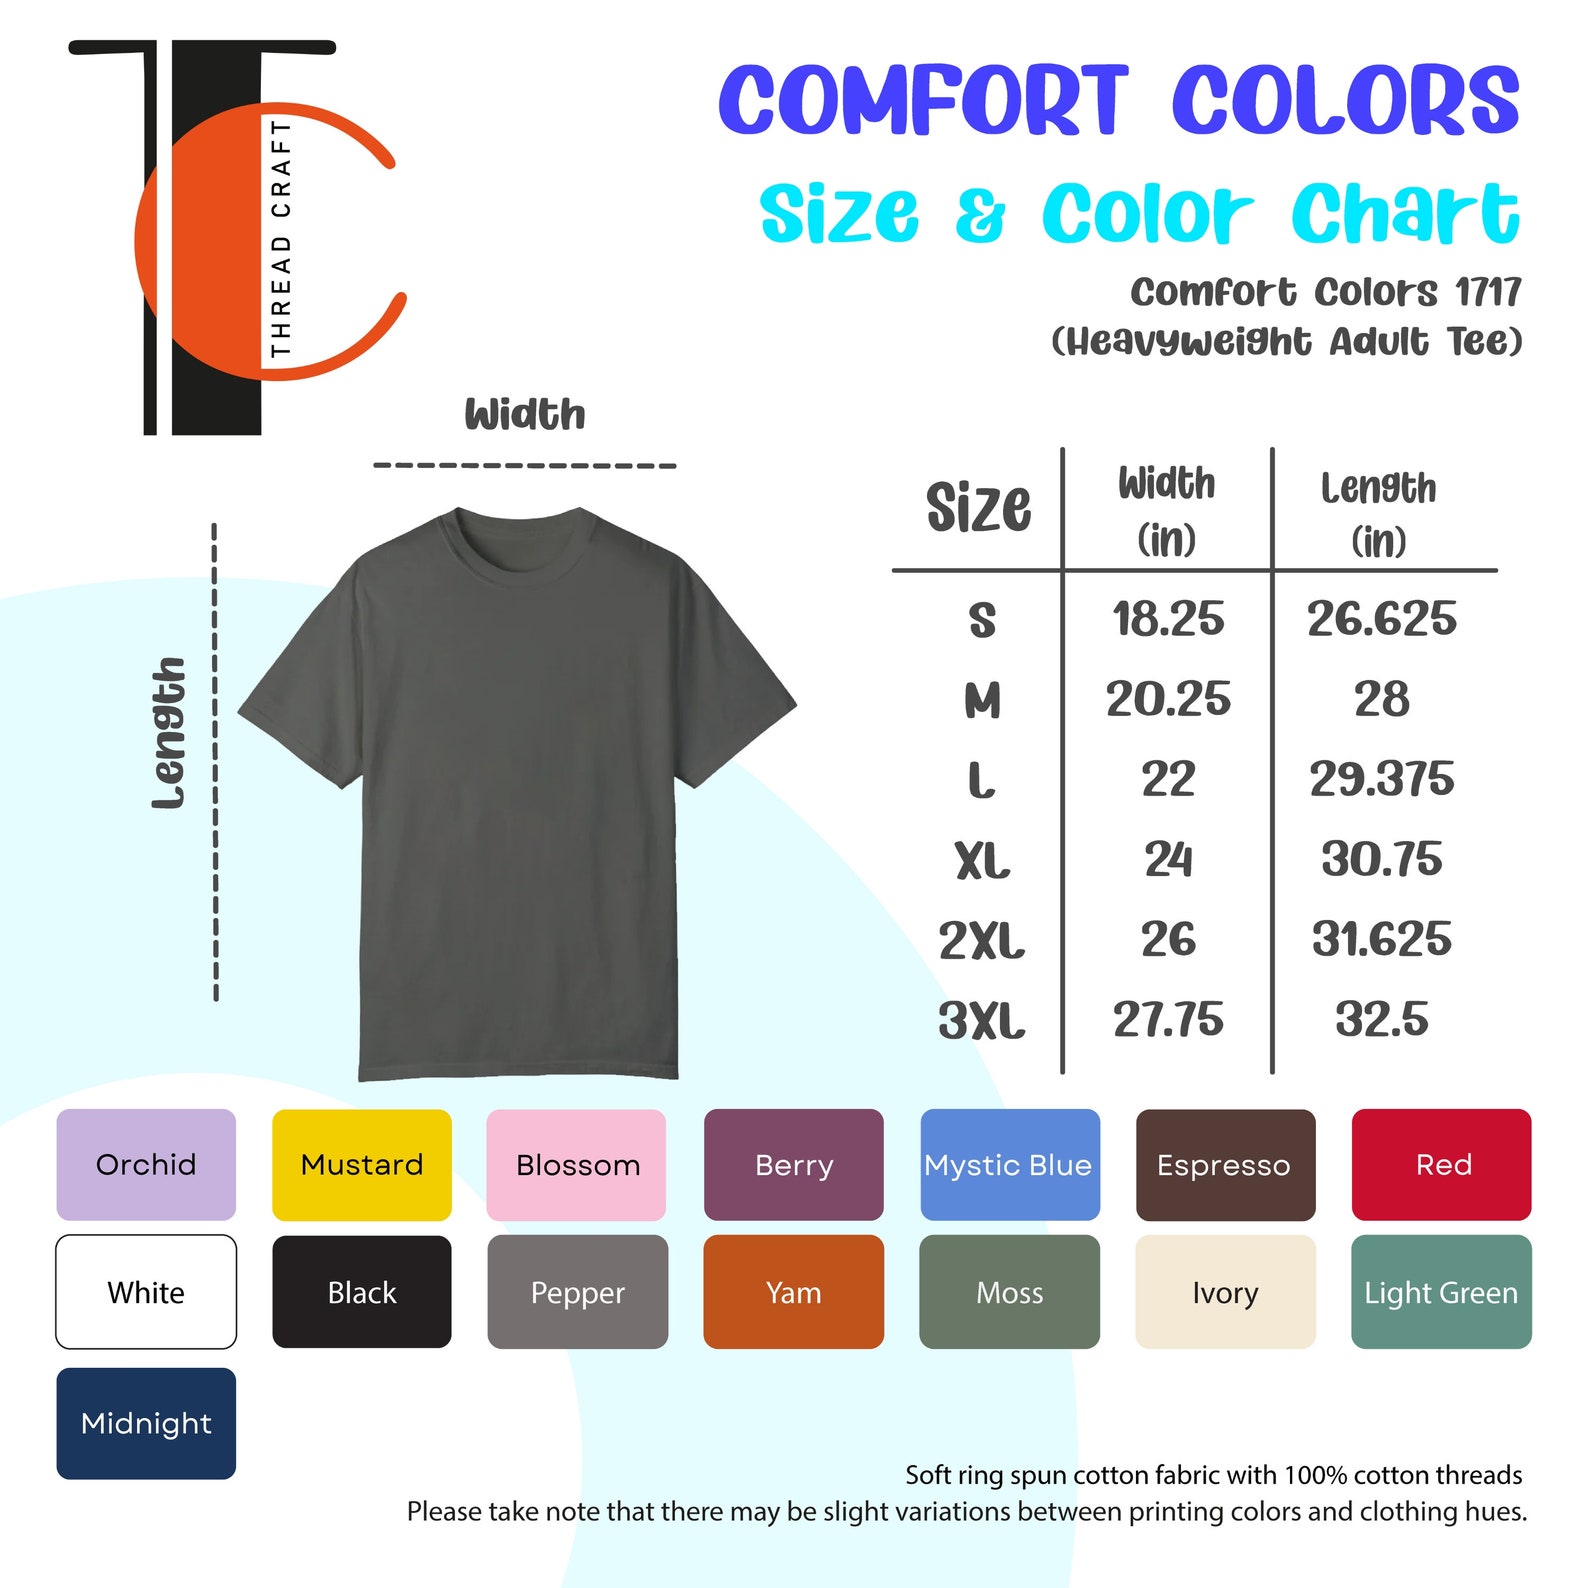 THREAD CRAFT
COMFORT COLORS
Size & Color Chart
Comfort Colors 1717
(Heavyweight Adult Tee)
Width
Length
Size Width (in) Length (in)
S 18.25 26.625
M 20.25 28
L 22 29.375
XL 24 30.75
2XL 26 31.625
3XL 27.75 32.5
Orchid Mustard Blossom Berry Mystic Blue Espresso Red
White Black Pepper Yam Moss Ivory Light Green
Midnight
Soft ring spun cotton fabric with 100% cotton threads
Please take note that there may be slight variations between printing colors and clothing hues.